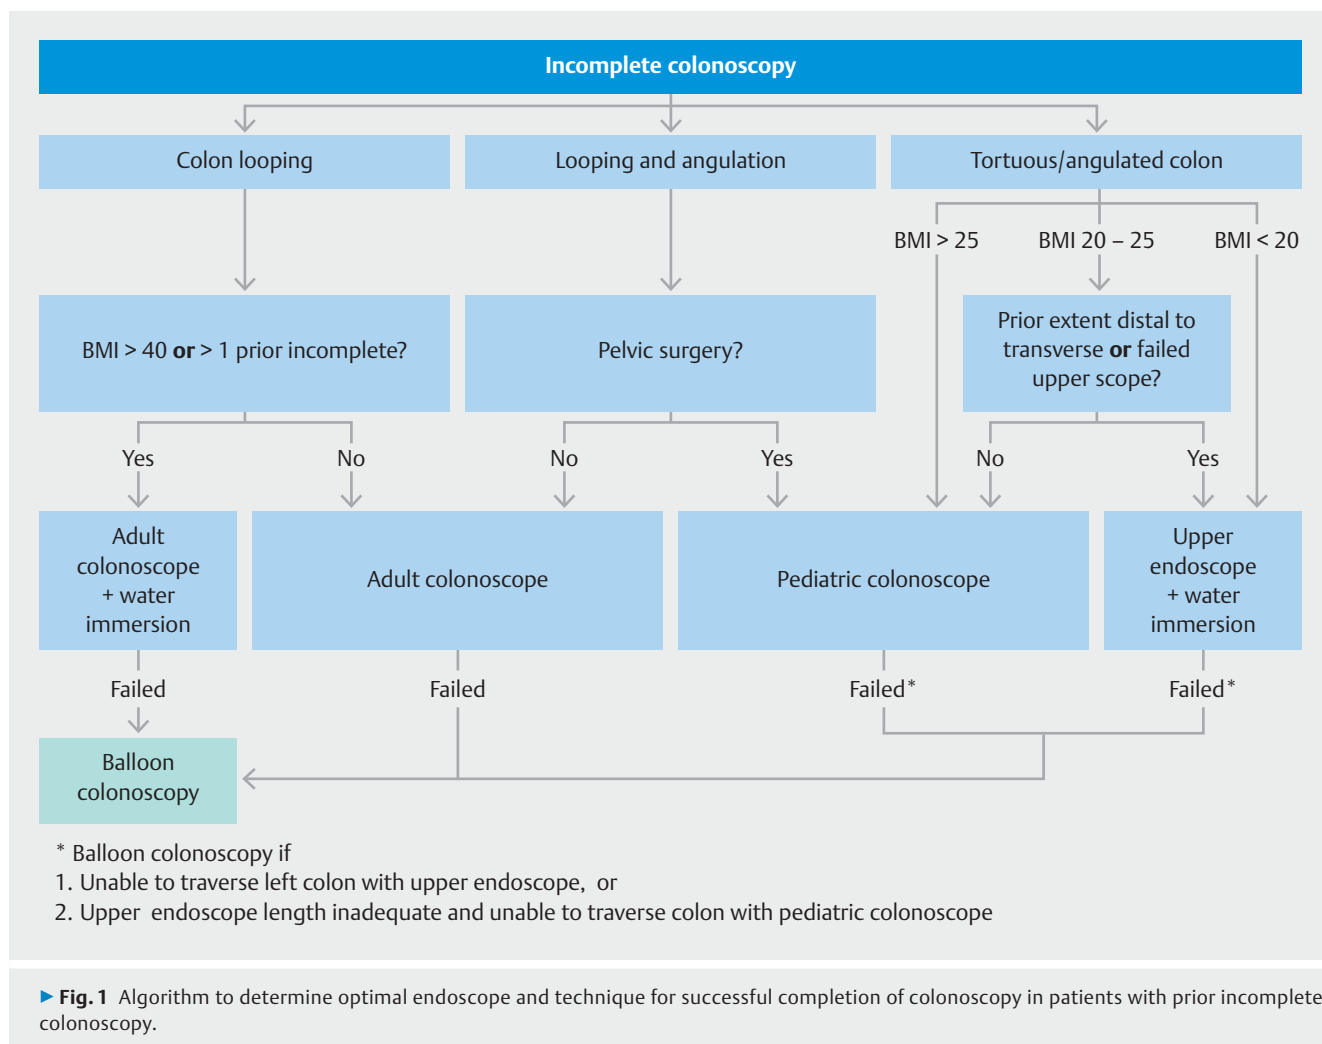 Incomplete colonoscopy
Colon looping
Looping and angulation
Tortuous/angulated colon
BMI > 25
BMI 20 – 25
BMI < 20
BMI > 40 or > 1 prior incomplete?
Pelvic surgery?
Prior extent distal to
transverse or failed
upper scope?
Yes
No
No
Yes
No
Yes
Adult
colonoscope
+ water
immersion
Adult colonoscope
Pediatric colonoscope
Upper
endoscope
+ water
immersion
Failed
Failed
Failed*
Failed*
Balloon
colonoscopy
* Balloon colonoscopy if
1. Unable to traverse left colon with upper endoscope, or
2. Upper endoscope length inadequate and unable to traverse colon with pediatric colonoscope
▶ Fig. 1 Algorithm to determine optimal endoscope and technique for successful completion of colonoscopy in patients with prior incomplete
colonoscopy.